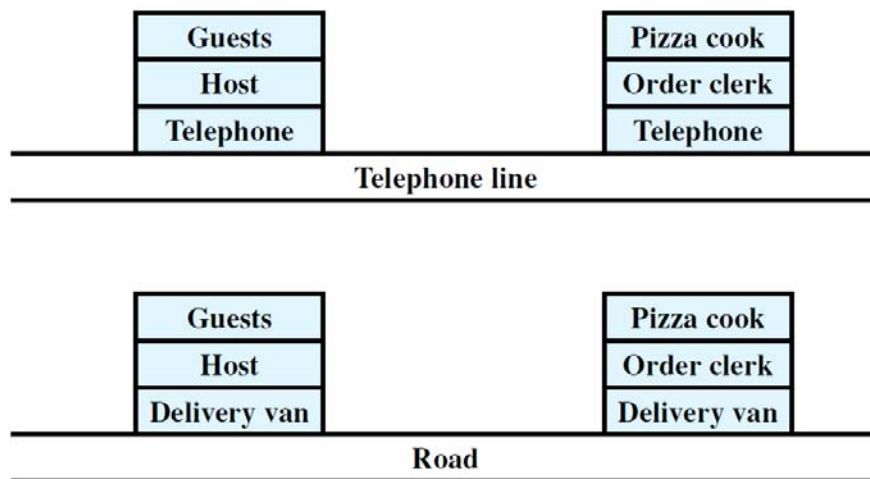 Guests
Pizza cook
Host
Order clerk
Telephone
Telephone
Telephone line
Guests
Pizza cook
Host
Order clerk
Delivery van
Delivery van
Road